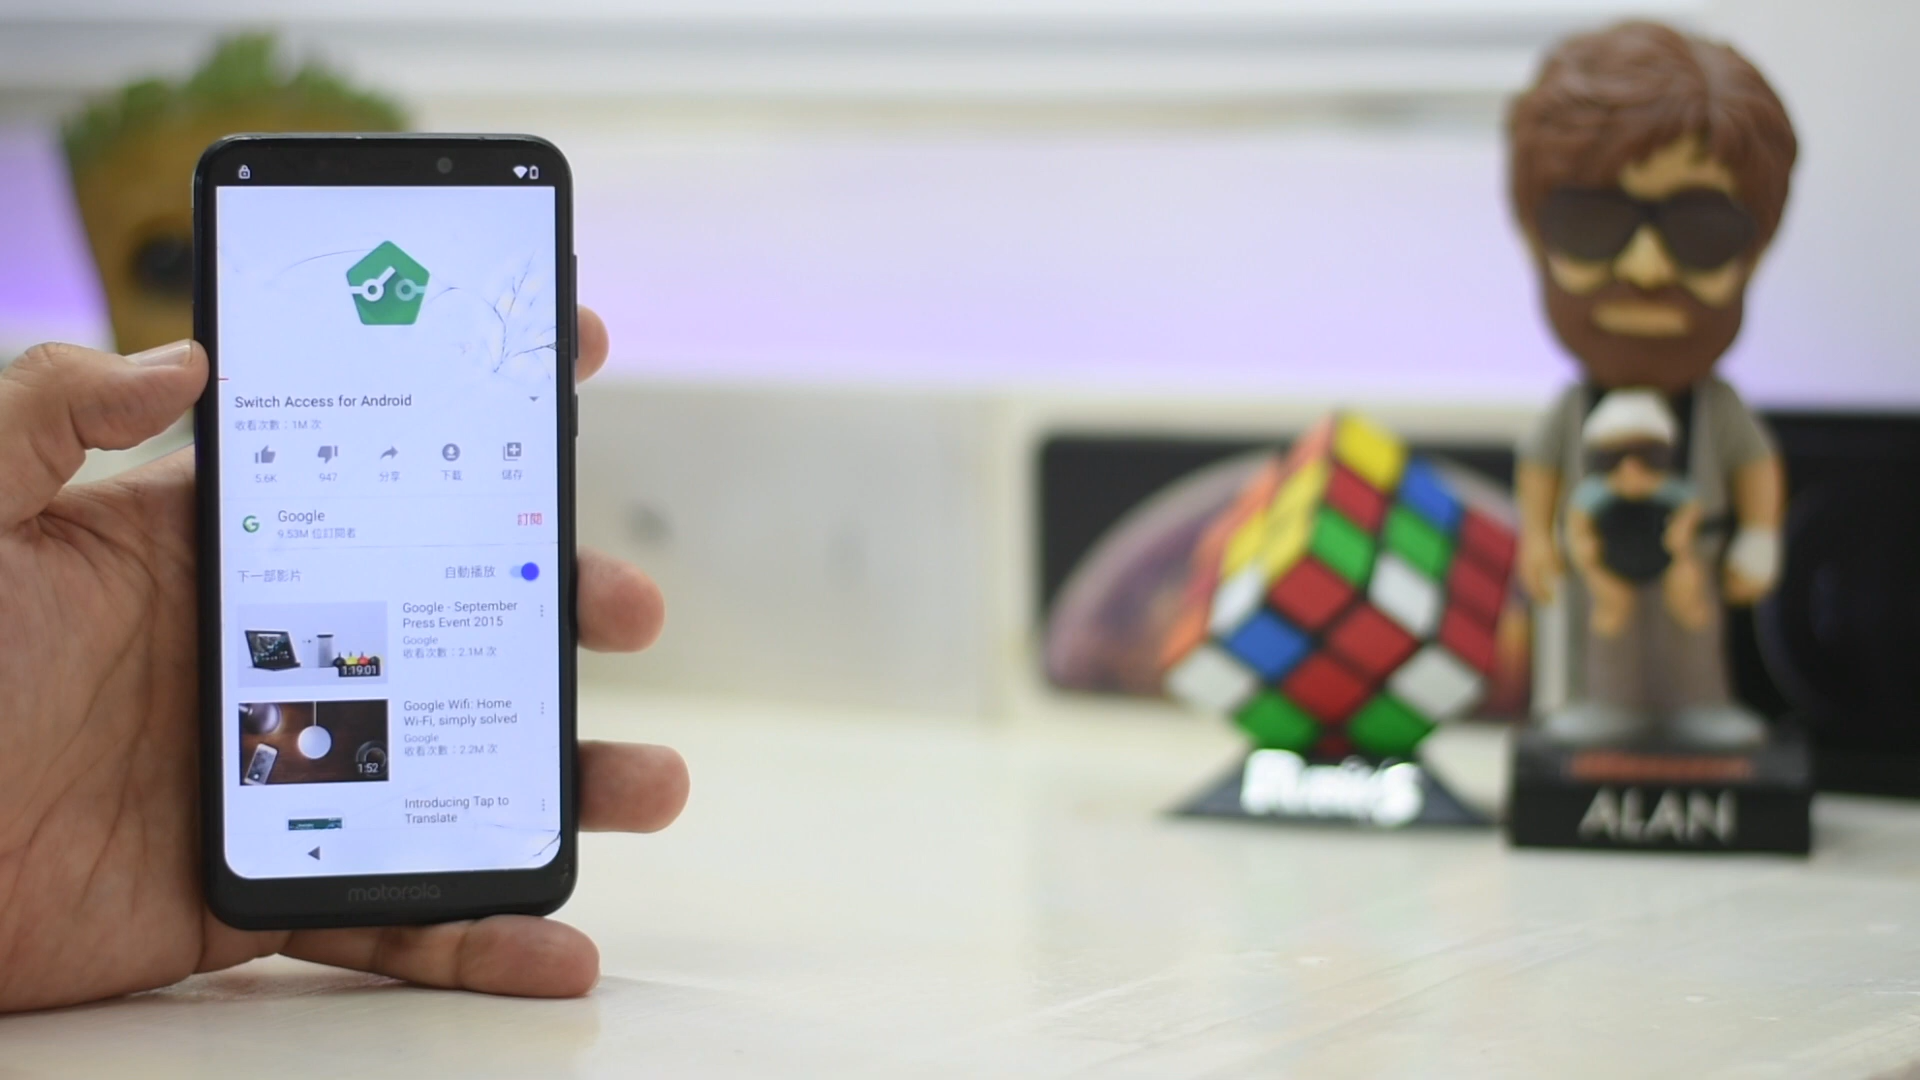 Switch Access for Android
收看次數：1M 次
5.6K
947
分享
下載
儲存
Google
9.53M 位訂閱者
訂閱
下一部影片
自動播放
Google - September
Press Event 2015
Google
收看次數：2.1M 次
1:19:01
Google Wifi: Home
Wi-Fi, simply solved
Google
收看次數：2.2M 次
1:52
Introducing Tap to
Translate
motorola
Rubik's
ALAN